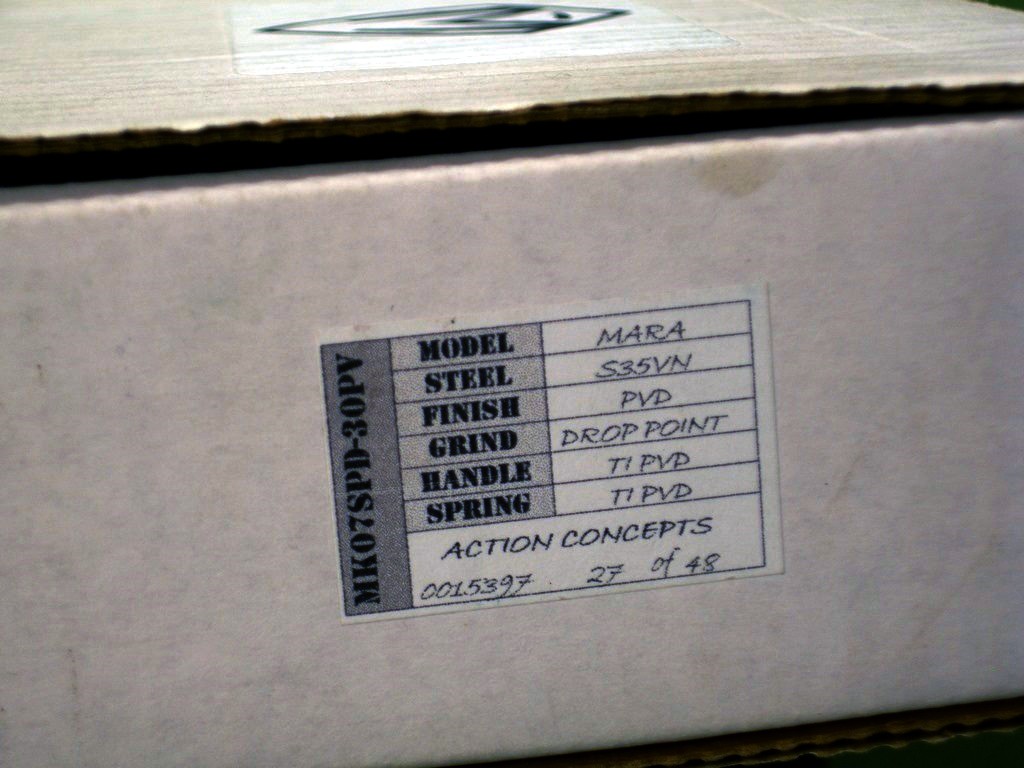 MK07SPD-30PV
MODEL MARA
STEEL S35VN
FINISH PVD
GRIND DROP POINT
HANDLE TI PVD
SPRING TI PVD
ACTION CONCEPTS
0015397 27 of 48